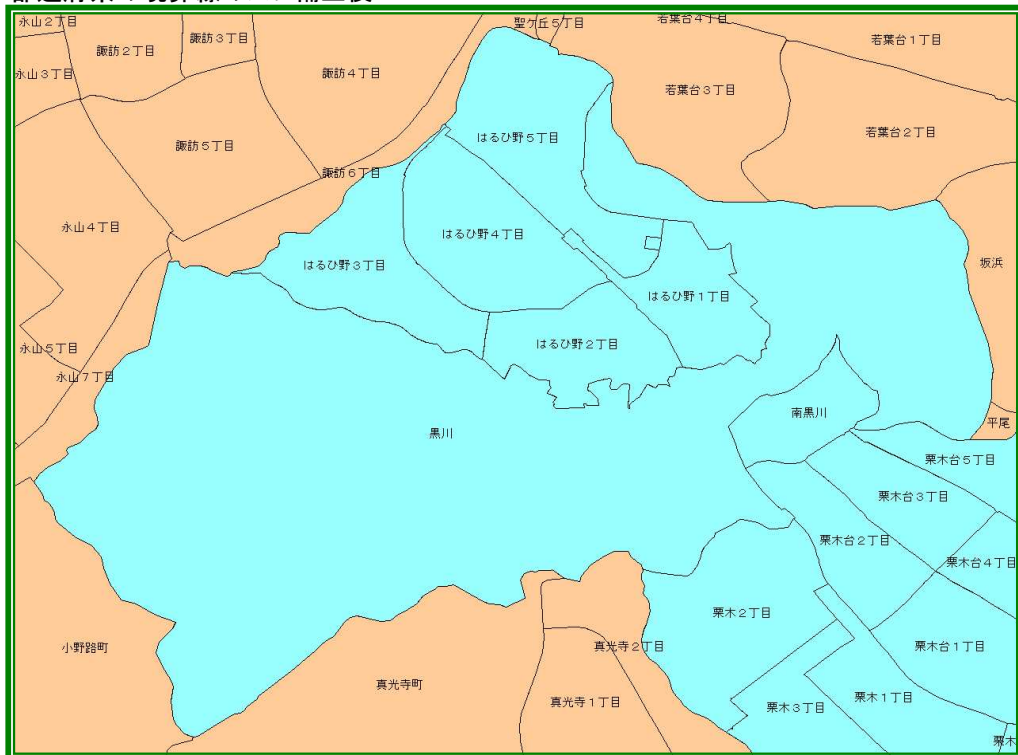 永山２丁目
諏訪２丁目
諏訪３丁目
聖ケ丘５丁目
若葉台４丁目
若葉台１丁目
永山３丁目
諏訪４丁目
若葉台３丁目
若葉台２丁目
諏訪５丁目
はるひ野５丁目
諏訪６丁目
永山４丁目
はるひ野４丁目
はるひ野３丁目
坂浜
はるひ野１丁目
永山５丁目
はるひ野２丁目
永山７丁目
南黒川
平尾
黒川
栗木台５丁目
栗木台３丁目
栗木台２丁目
栗木台４丁目
栗木２丁目
小野路町
真光寺２丁目
栗木台１丁目
真光寺町
真光寺１丁目
栗木３丁目
栗木１丁目
栗木